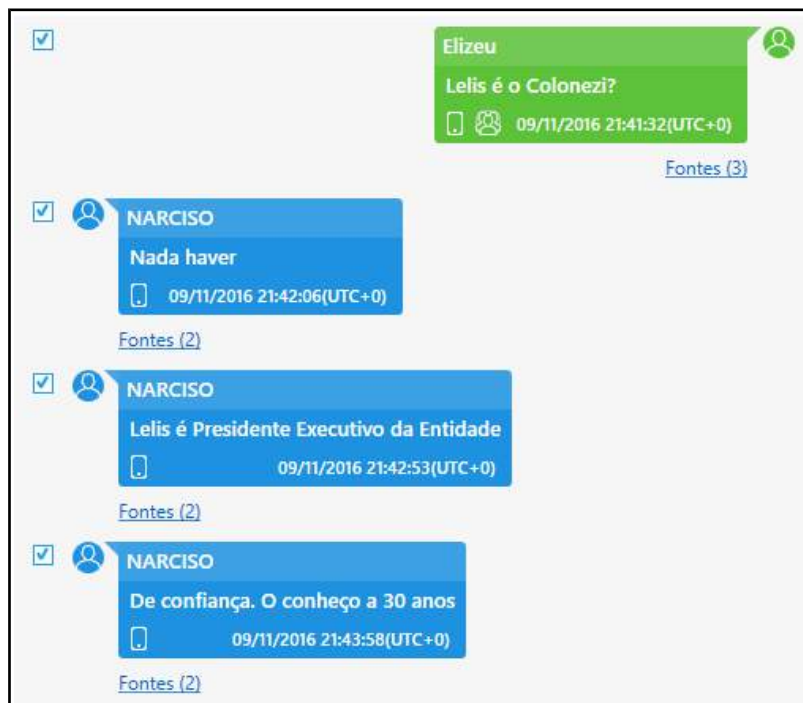 Elizeu
Lelis é o Colonezi?
09/11/2016 21:41:32(UTC+0)
Fontes (3)
NARCISO
Nada haver
09/11/2016 21:42:06(UTC+0)
Fontes (2)
NARCISO
Lelis é Presidente Executivo da Entidade
09/11/2016 21:42:53(UTC+0)
Fontes (2)
NARCISO
De confiança. O conheço a 30 anos
09/11/2016 21:43:58(UTC+0)
Fontes (2)